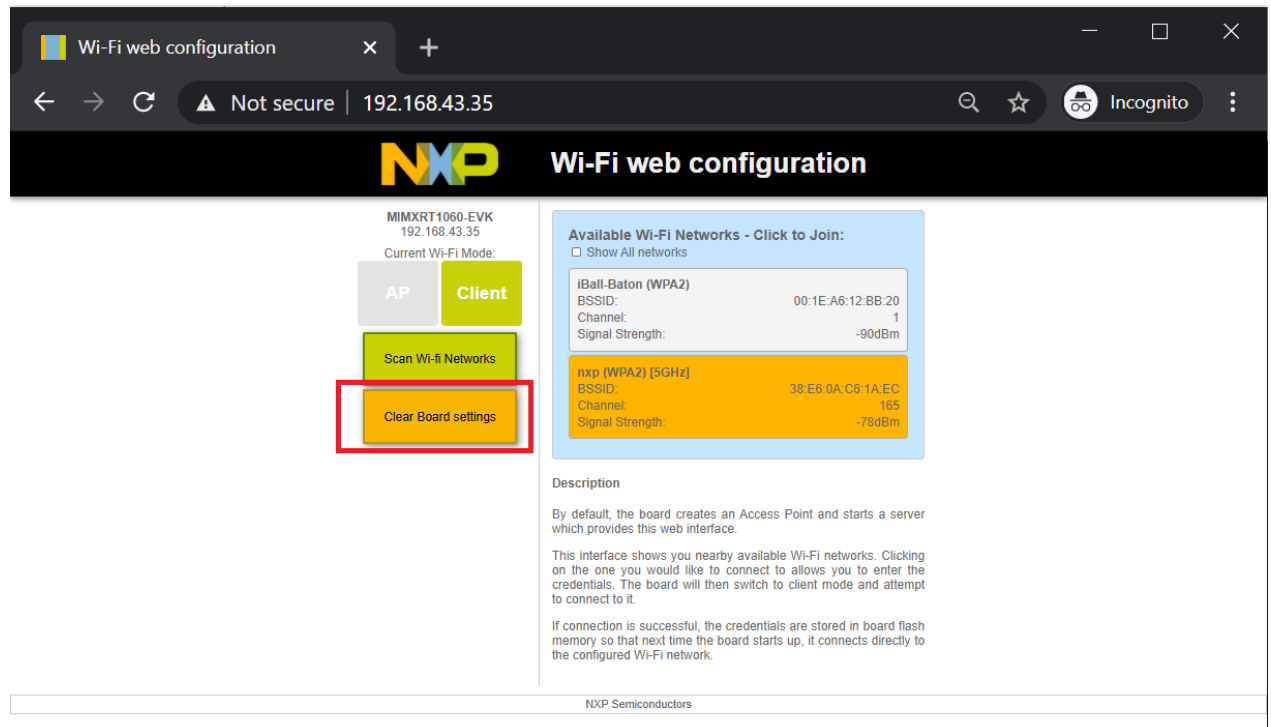 Wi-Fi web configuration
Not secure 192.168.43.35
Incognito
NXP
Wi-Fi web configuration
MIMXRT1060-EVK
192.168.43.35
Current Wi-Fi Mode:
AP
Client
Scan Wi-fi Networks
Clear Board settings
Available Wi-Fi Networks - Click to Join:
Show All networks
iBall-Baton (WPA2)
BSSID: 00:1E:A6:12:BB:20
Channel: 1
Signal Strength: -90dBm
nxp (WPA2) [5GHz]
BSSID: 38:E6:0A:C6:1A:EC
Channel: 165
Signal Strength: -78dBm
Description
By default, the board creates an Access Point and starts a server
which provides this web interface.
This interface shows you nearby available Wi-Fi networks. Clicking
on the one you would like to connect to allows you to enter the
credentials. The board will then switch to client mode and attempt
to connect to it.
If connection is successful, the credentials are stored in board flash
memory so that next time the board starts up, it connects directly to
the configured Wi-Fi network.
NXP Semiconductors